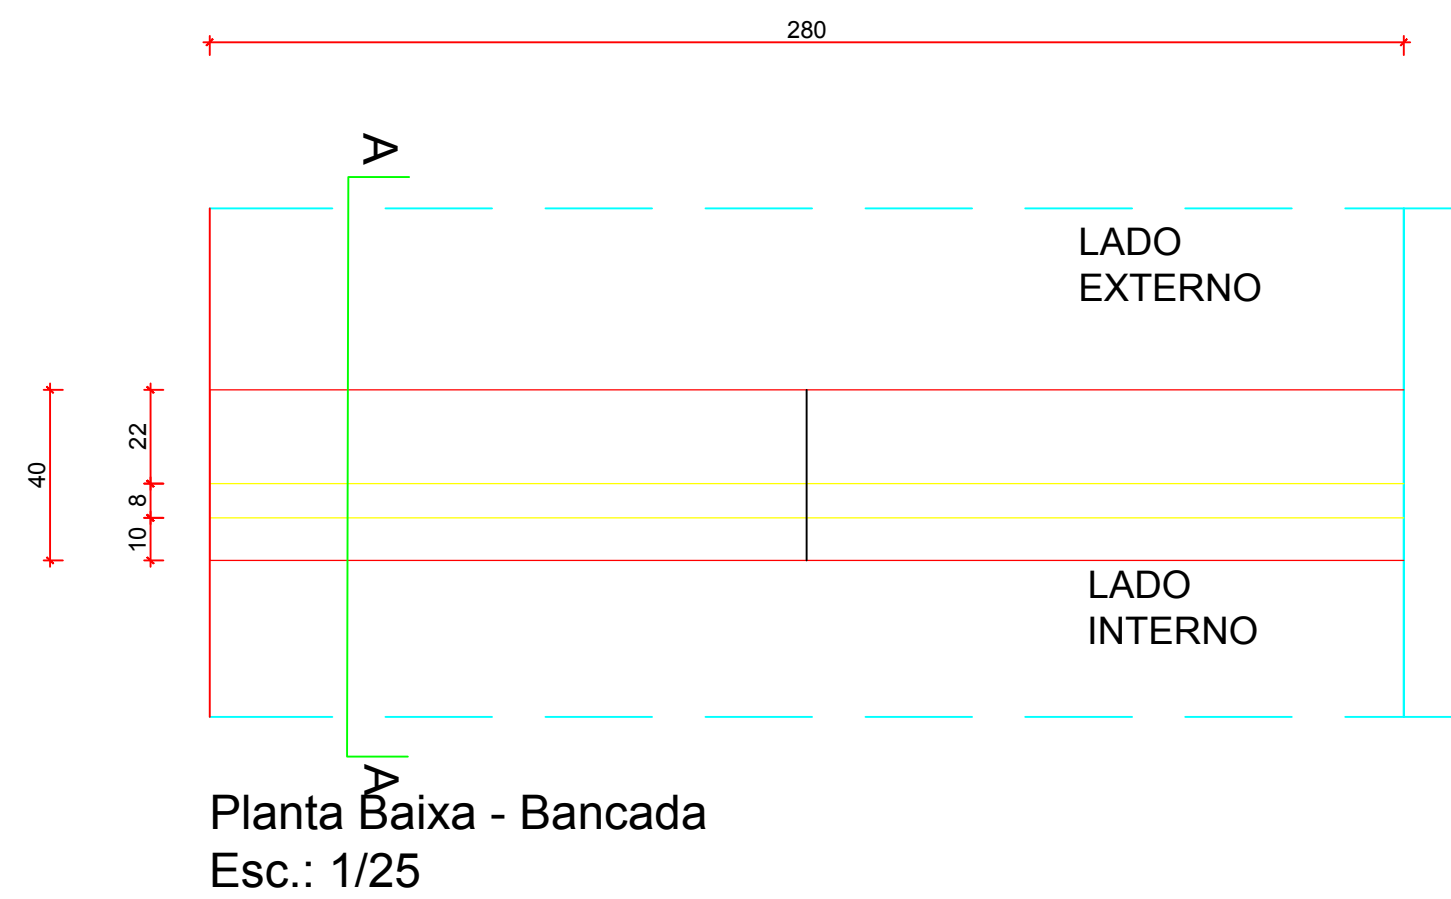 280
A
LADO
EXTERNO
22
40
8
10
LADO
INTERNO
A
Planta Baixa - Bancada
Esc.: 1/25